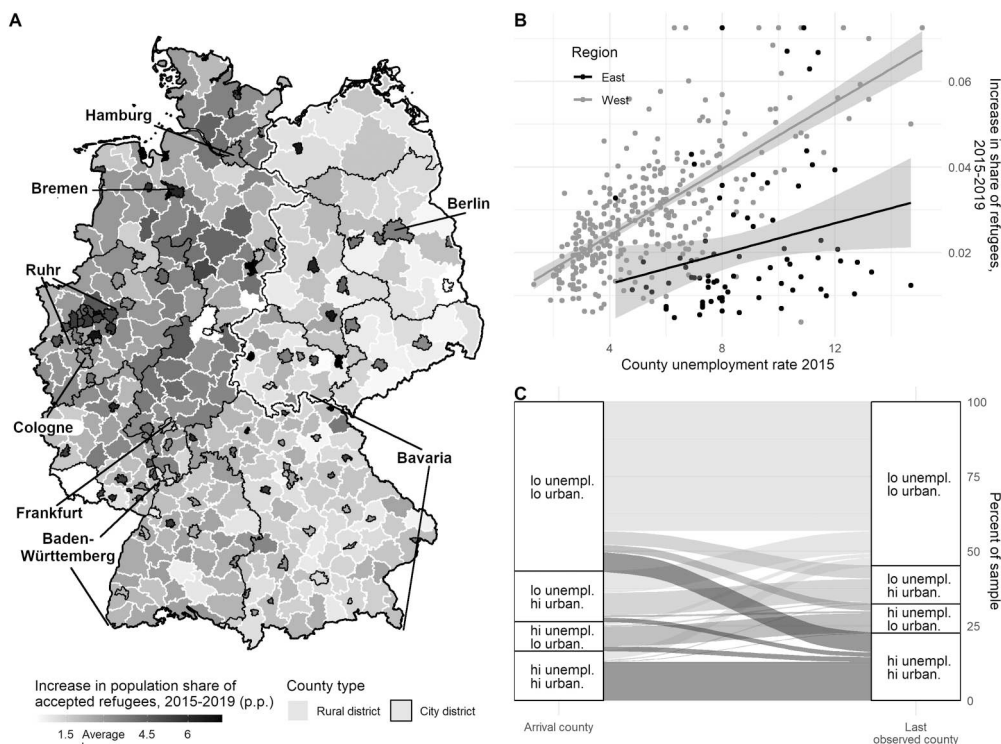 A
Hamburg
Bremen
Berlin
Ruhr
Cologne
Bavaria
Frankfurt
Baden-
Württemberg
Increase in population share of
accepted refugees, 2015-2019 (p.p.)
1.5 Average 4.5 6
County type
Rural district
City district
B
Region
East
West
0.06
0.04
0.02
Increase in share of refugees,
2015-2019
4 8 12
County unemployment rate 2015
C
lo unempl.
lo urban.
lo unempl.
hi urban.
hi unempl.
lo urban.
hi unempl.
hi urban.
lo unempl.
lo urban.
lo unempl.
hi urban.
hi unempl.
lo urban.
hi unempl.
hi urban.
100
75
50
25
0
Percent of sample
Arrival county
Last
observed county